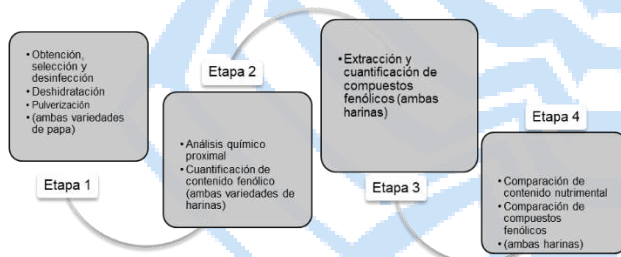 • Obtención,
selección y
desinfección
• Deshidratación
• Pulverización
• (ambas variedades
de papa)
Etapa 1
Etapa 2
• Análisis químico
proximal
• Cuantificación de
contenido fenólico
(ambas variedades de
harinas)
• Extracción y
cuantificación de
compuestos
fenólicos (ambas
harinas)
Etapa 3
Etapa 4
• Comparación de
contenido nutrimental
• Comparación de
compuestos
fenólicos
• (ambas harinas)